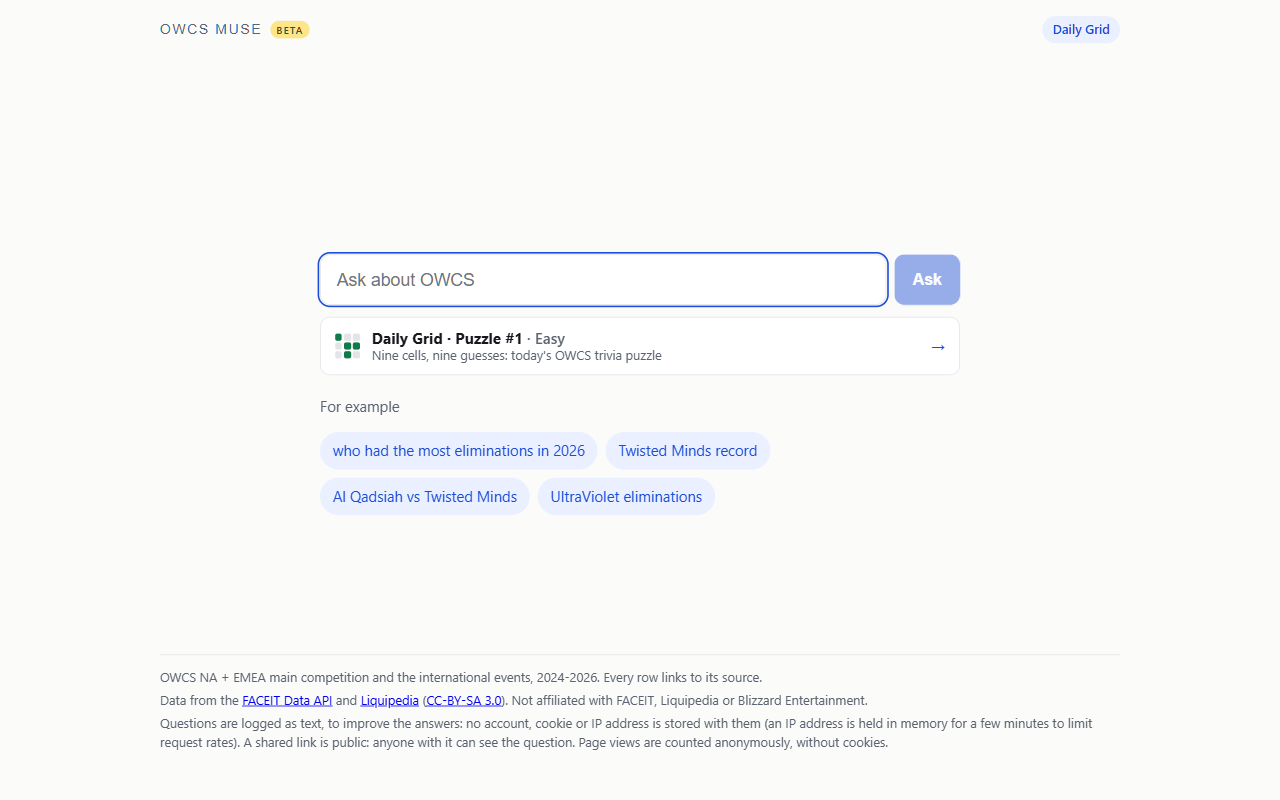 OWCS MUSE BETA
Daily Grid
Ask about OWCS
Ask
Daily Grid · Puzzle #1 · Easy
Nine cells, nine guesses: today's OWCS trivia puzzle
→
For example
who had the most eliminations in 2026
Twisted Minds record
Al Qadsiah vs Twisted Minds
UltraViolet eliminations
OWCS NA + EMEA main competition and the international events, 2024-2026. Every row links to its source.
Data from the FACEIT Data API and Liquipedia (CC-BY-SA 3.0). Not affiliated with FACEIT, Liquipedia or Blizzard Entertainment.
Questions are logged as text, to improve the answers: no account, cookie or IP address is stored with them (an IP address is held in memory for a few minutes to limit
request rates). A shared link is public: anyone with it can see the question. Page views are counted anonymously, without cookies.